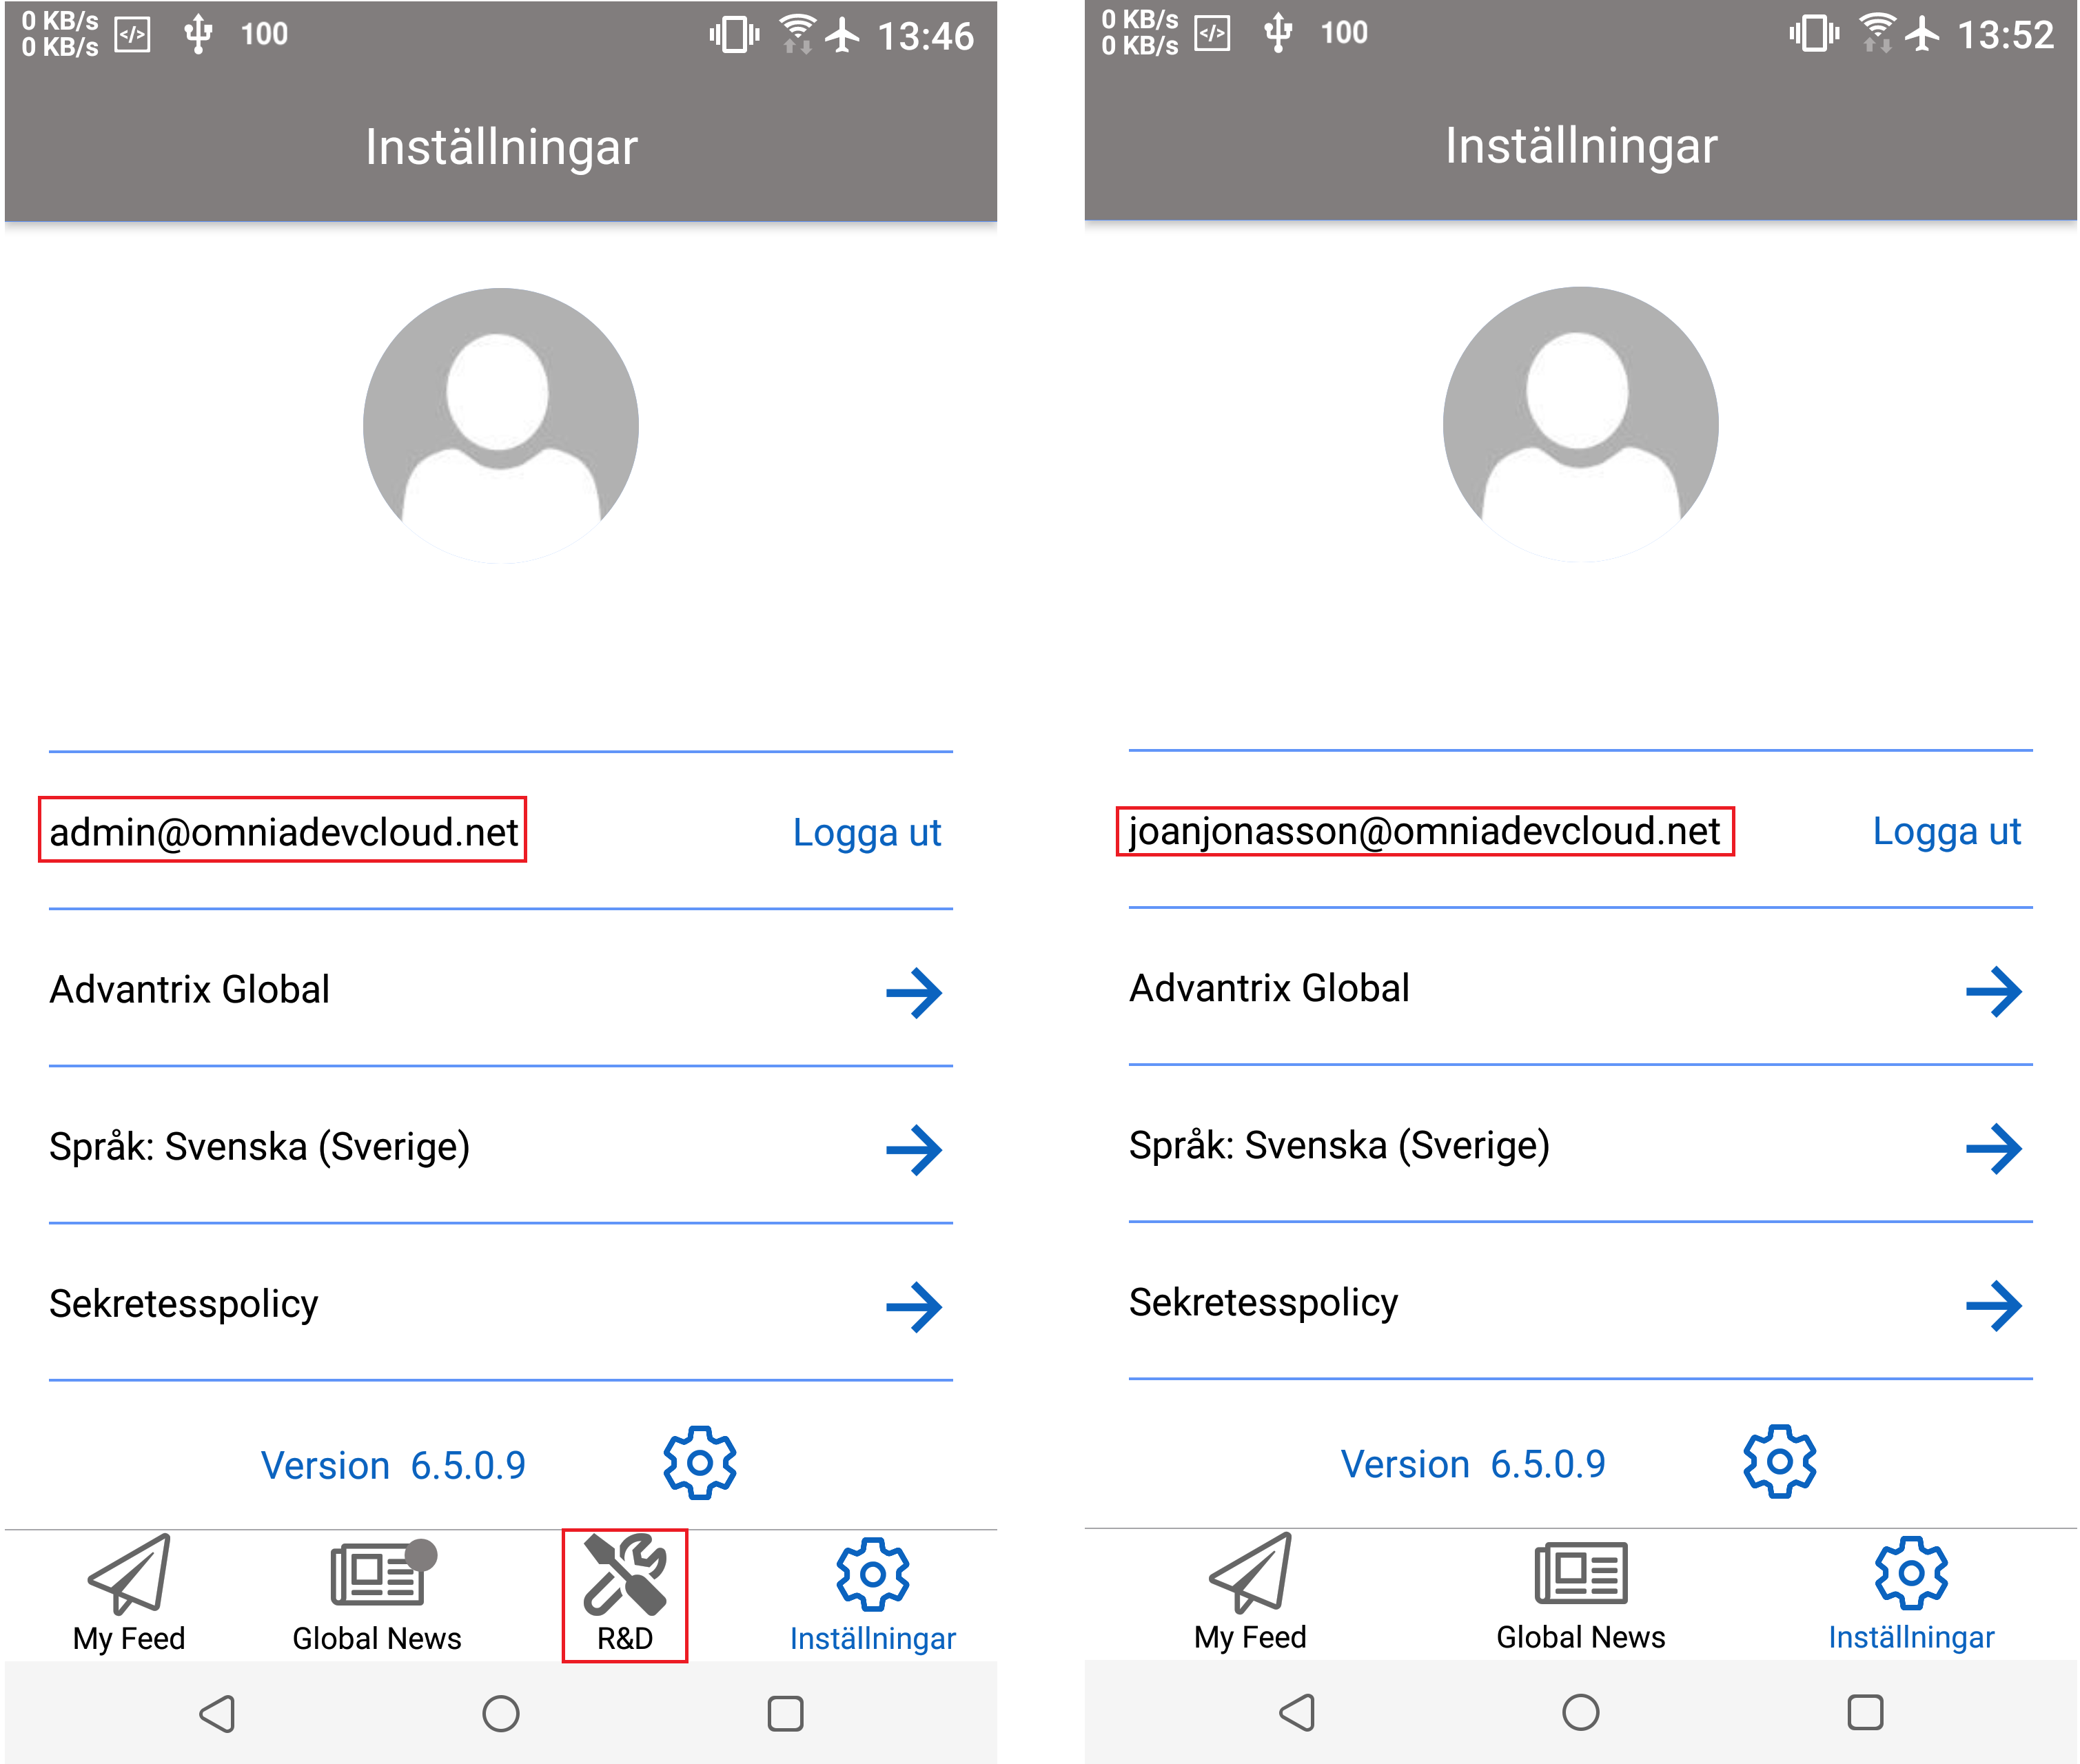 0 KB/s
0 KB/s
</>
100
13:46
Inställningar
admin@omniadevcloud.net
Logga ut
Advantrix Global
Språk: Svenska (Sverige)
Sekretesspolicy
Version 6.5.0.9
My Feed
Global News
R&D
Inställningar
0 KB/s
0 KB/s
</>
100
13:52
Inställningar
joanjonasson@omniadevcloud.net
Logga ut
Advantrix Global
Språk: Svenska (Sverige)
Sekretesspolicy
Version 6.5.0.9
My Feed
Global News
Inställningar